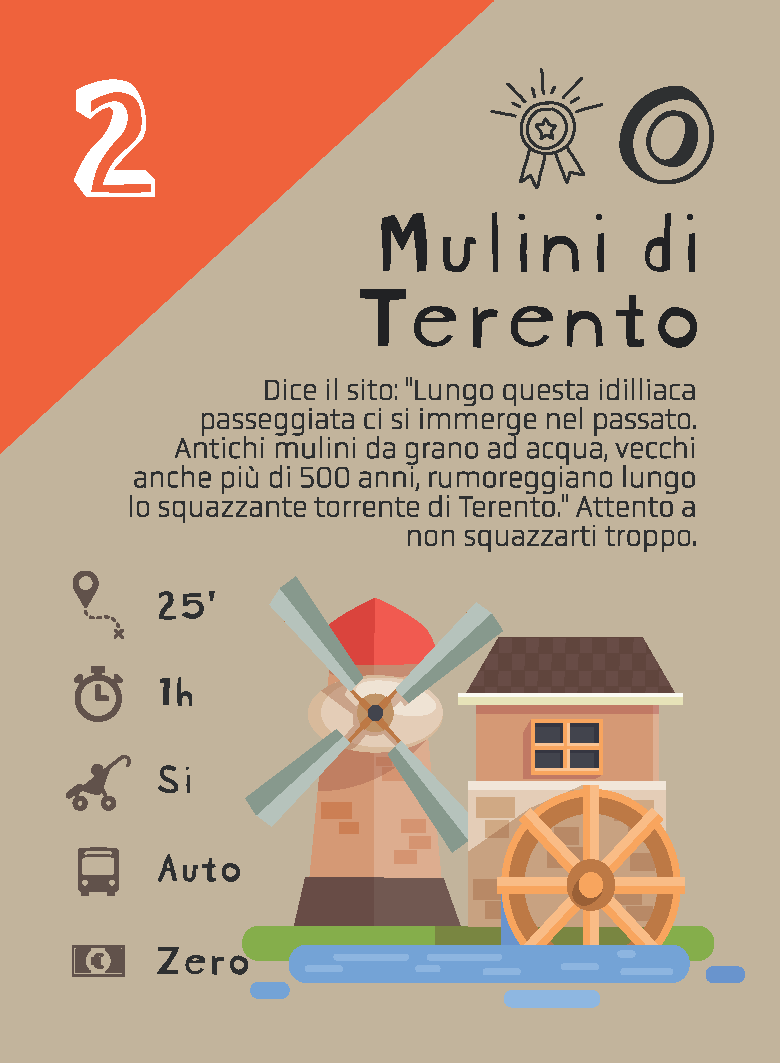 2
0
Mulini di
Terento
Dice il sito: "Lungo questa idilliaca
passeggiata ci si immerge nel passato.
Antichi mulini da grano ad acqua, vecchi
anche più di 500 anni, rumoreggiano lungo
lo squazzante torrente di Terento." Attento a
non squazzarti troppo.
25'
1h
Si
Auto
€
Zero